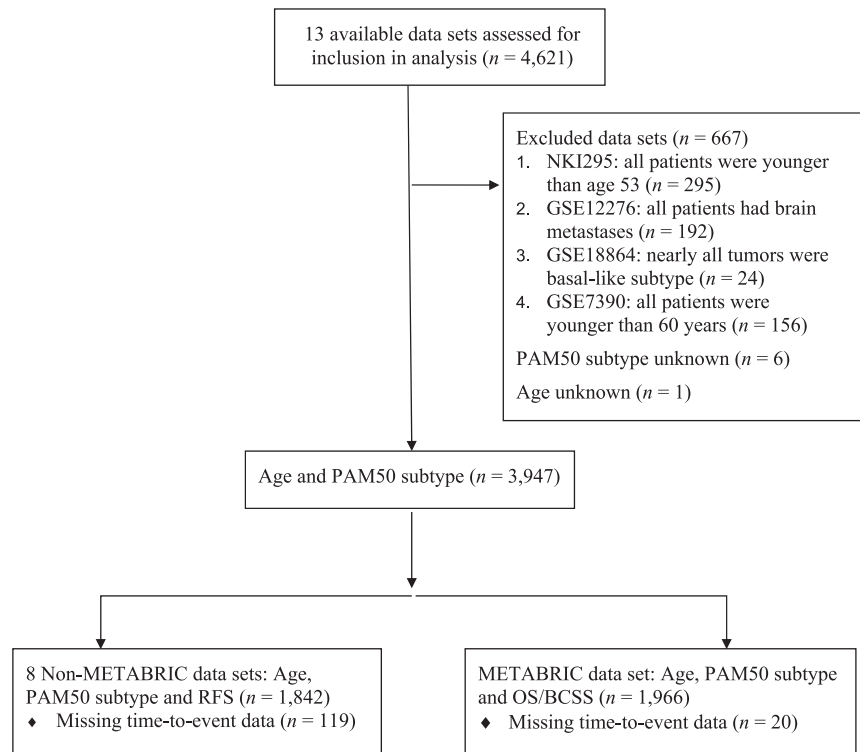 13 available data sets assessed for
inclusion in analysis (n = 4,621)
Excluded data sets (n = 667)
1. NKI295: all patients were younger
than age 53 (n = 295)
2. GSE12276: all patients had brain
metastases (n = 192)
3. GSE18864: nearly all tumors were
basal-like subtype (n = 24)
4. GSE7390: all patients were
younger than 60 years (n = 156)
PAM50 subtype unknown (n = 6)
Age unknown (n = 1)
Age and PAM50 subtype (n = 3,947)
8 Non-METABRIC data sets: Age,
PAM50 subtype and RFS (n = 1,842)
♦ Missing time-to-event data (n = 119)
METABRIC data set: Age, PAM50 subtype
and OS/BCSS (n = 1,966)
♦ Missing time-to-event data (n = 20)